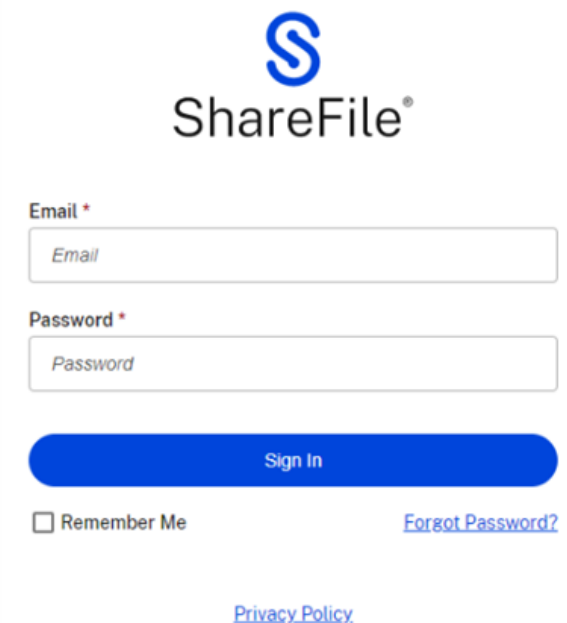 ShareFile®
Email *
Email
Password *
Password
Sign In
Remember Me Forgot Password?
Privacy Policy